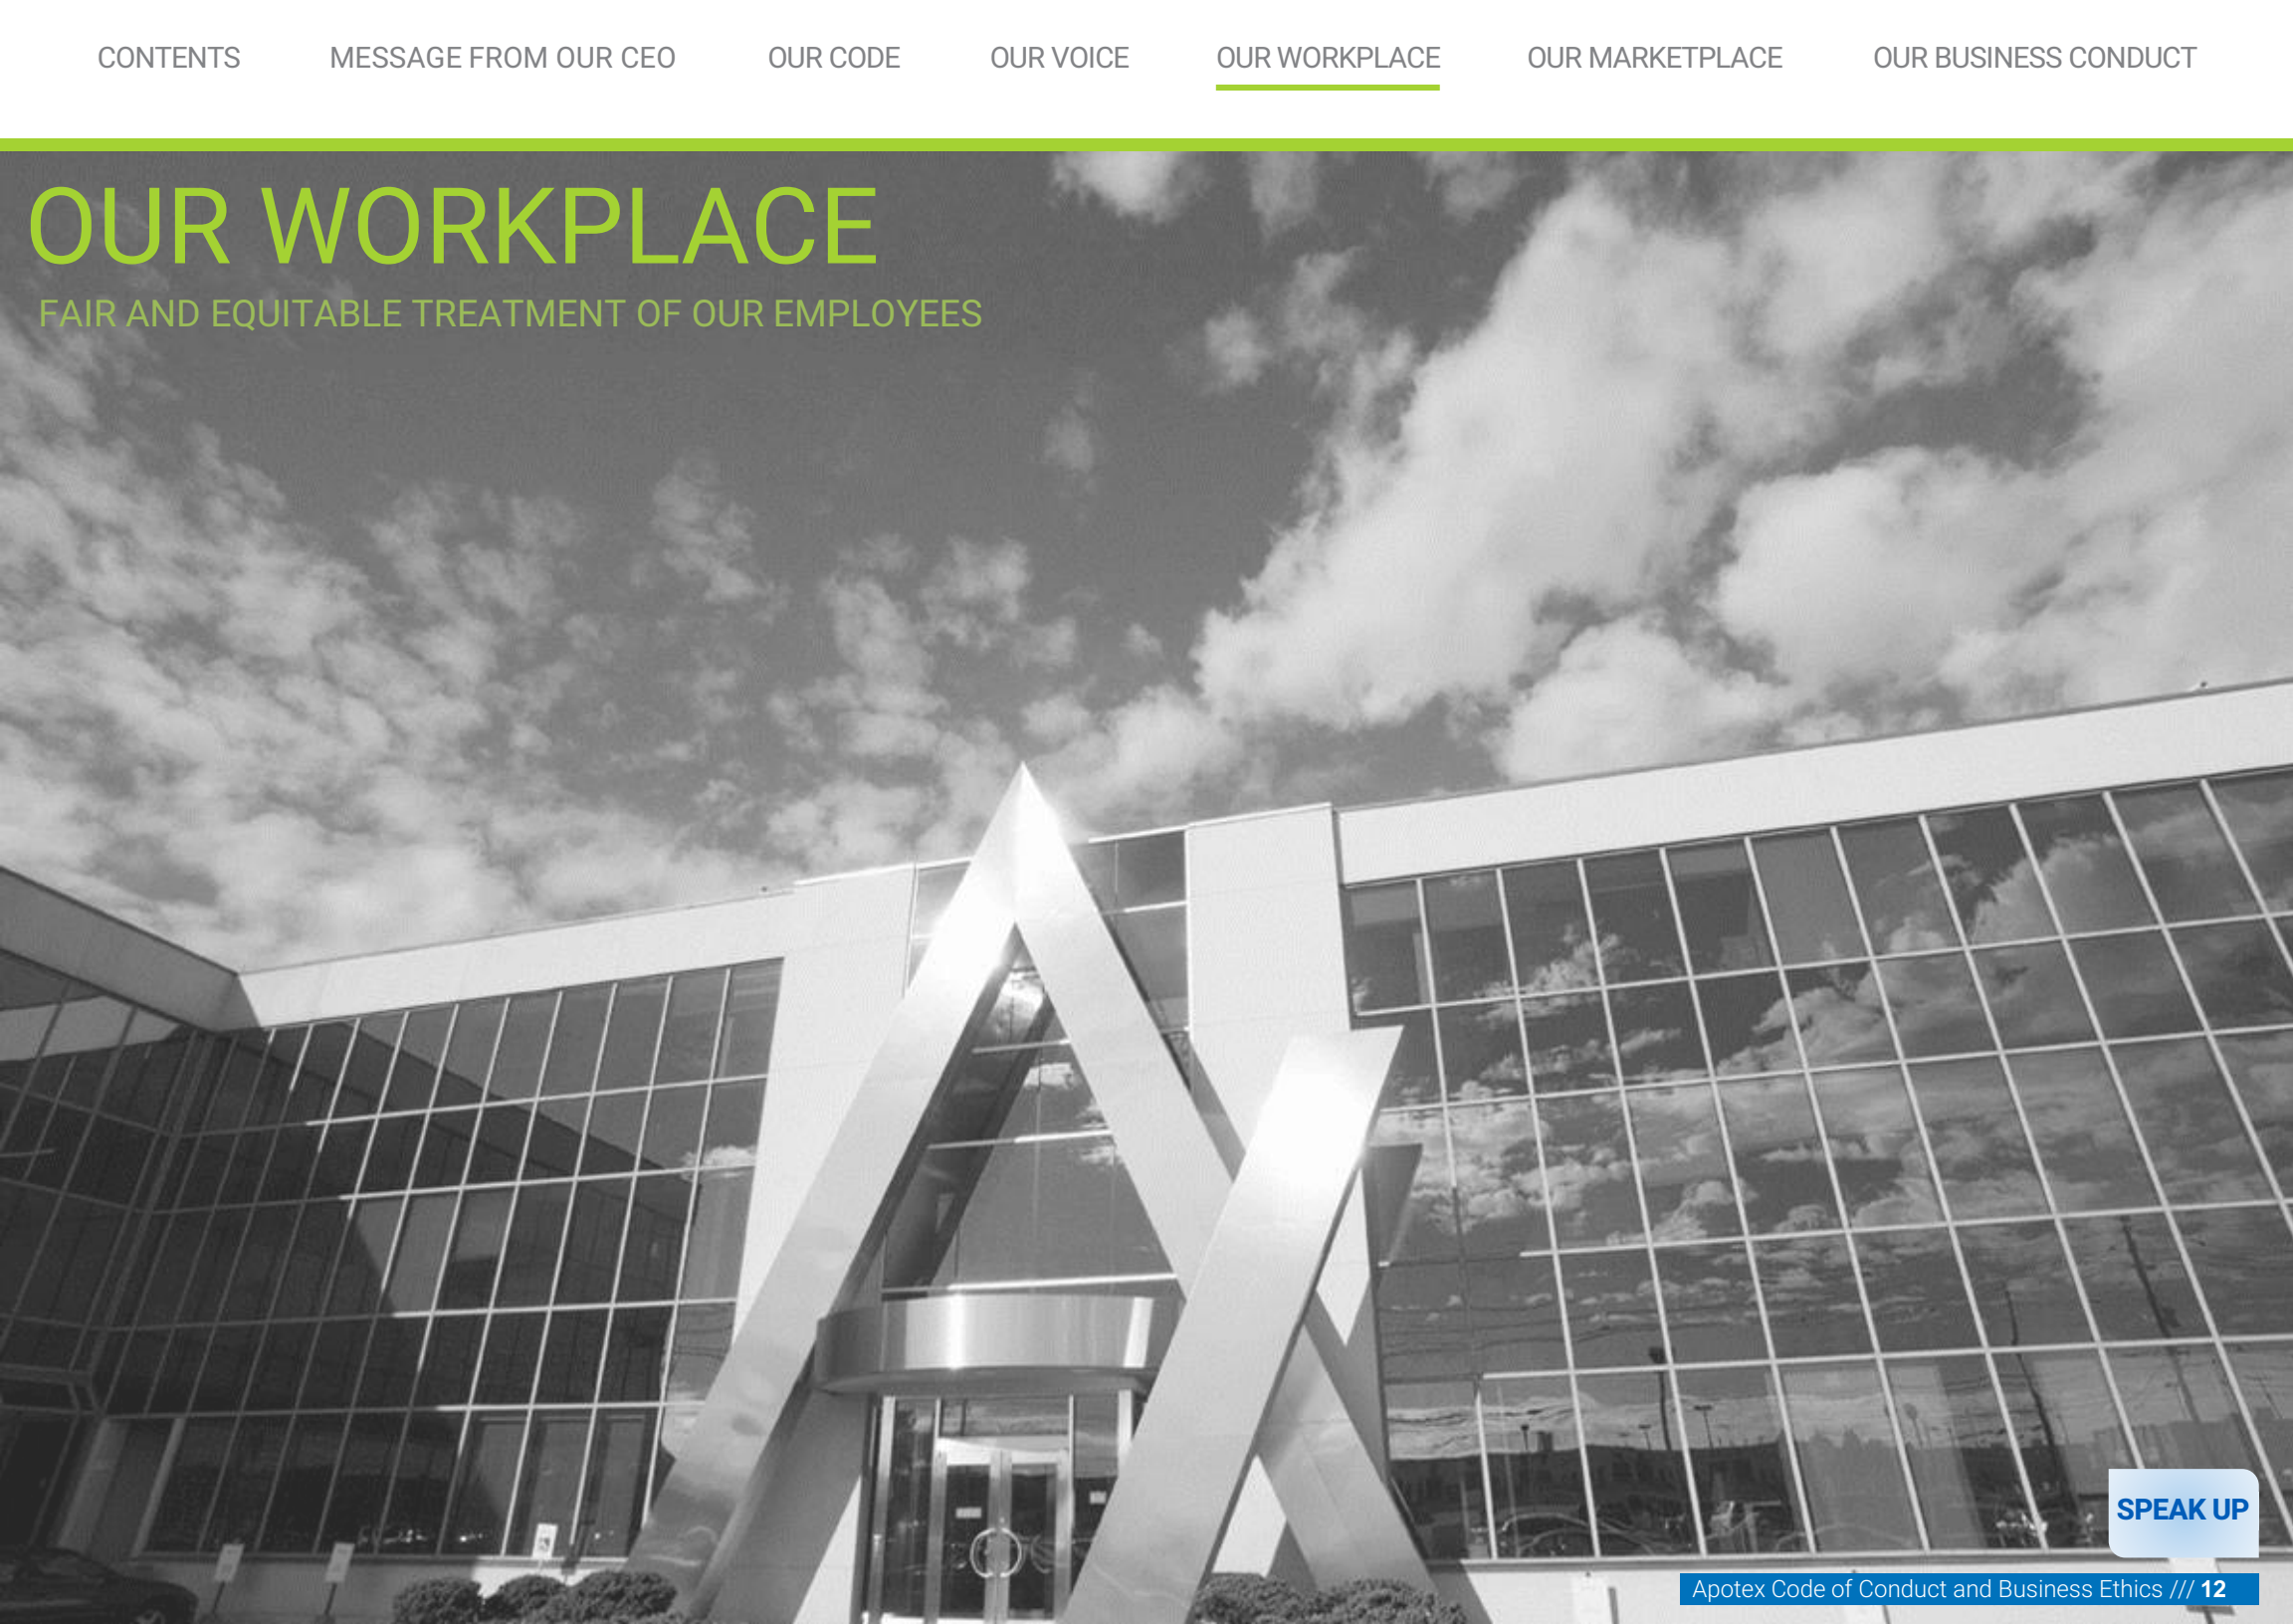 CONTENTS
MESSAGE FROM OUR CEO
OUR CODE
OUR VOICE
OUR WORKPLACE
OUR MARKETPLACE
OUR BUSINESS CONDUCT
OUR WORKPLACE
FAIR AND EQUITABLE TREATMENT OF OUR EMPLOYEES
SPEAK UP
Apotex Code of Conduct and Business Ethics /// 12